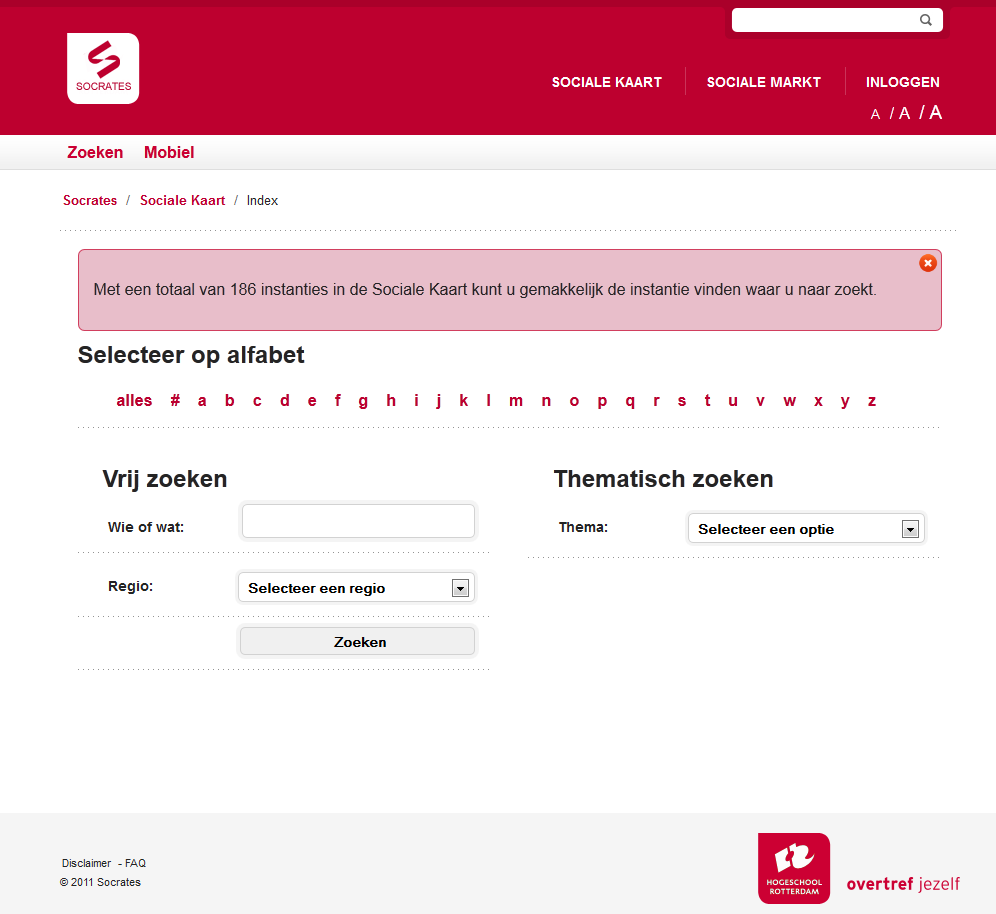 SOCRATES
SOCIALE KAART SOCIALE MARKT INLOGGEN
A / A / A
Zoeken Mobiel
Socrates / Sociale Kaart / Index
Met een totaal van 186 instanties in de Sociale Kaart kunt u gemakkelijk de instantie vinden waar u naar zoekt.
Selecteer op alfabet
alles # a b c d e f g h i j k l m n o p q r s t u v w x y z
Vrij zoeken
Wie of wat:
Regio: Selecteer een regio
Zoeken
Thematisch zoeken
Thema: Selecteer een optie
Disclaimer - FAQ
© 2011 Socrates
HOGESCHOOL
ROTTERDAM
overtref jezelf